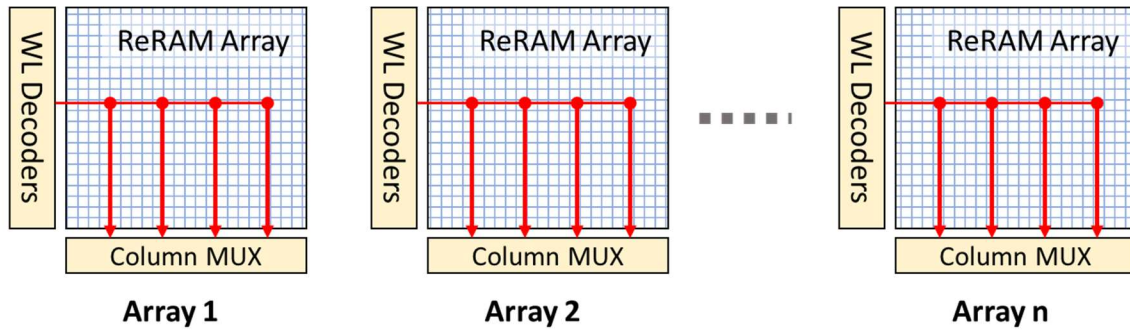 WL Decoders
ReRAM Array
Column MUX
Array 1
WL Decoders
ReRAM Array
Column MUX
Array 2
WL Decoders
ReRAM Array
Column MUX
Array n